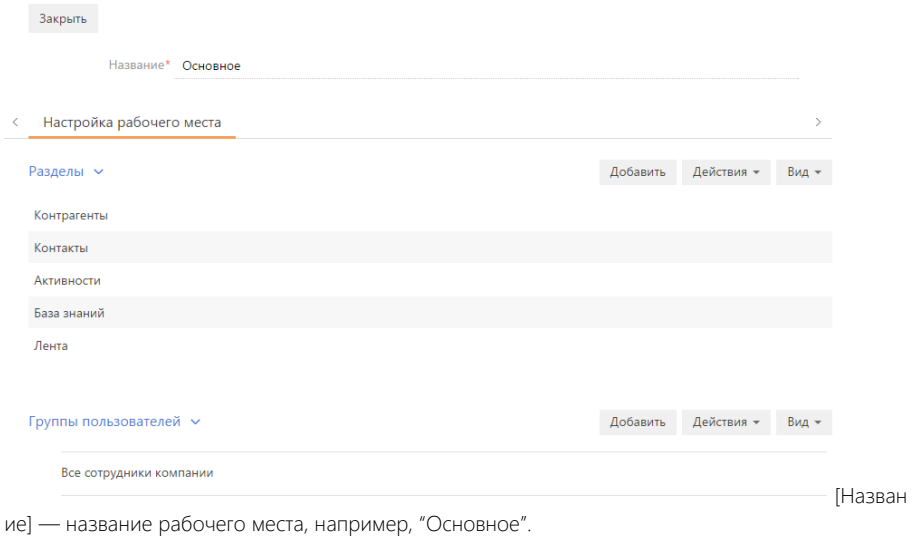 Закрыть
Название* Основное
Настройка рабочего места
Разделы Добавить Действия Вид
Контрагенты
Контакты
Активности
База знаний
Лента
Группы пользователей Добавить Действия Вид
Все сотрудники компании
[Назван
ие] — название рабочего места, например, “Основное”.